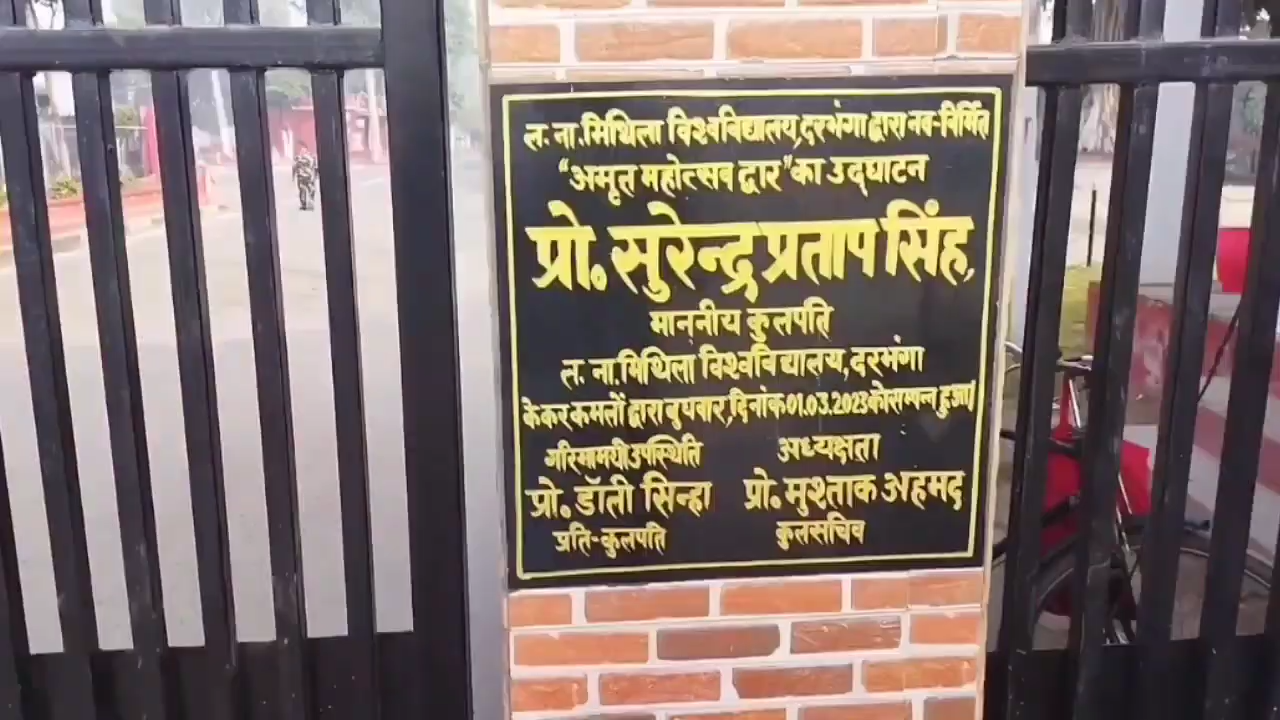 ल. ना. मिथिला विश्वविद्यालय, दरभंगा द्वारा नव-निर्मित
"अमृत महोत्सव द्वार" का उद्घाटन
प्रो. सुरेन्द्र प्रताप सिंह,
माननीय कुलपति
ल. ना. मिथिला विश्वविद्यालय, दरभंगा
के कर कमलों द्वारा बुधवार, दिनांक 01.03.2023 को सम्पन्न हुआ।
गरिमामयी उपस्थिति अध्यक्षता
प्रो. डॉली सिन्हा प्रो. मुश्ताक अहमद
प्रति-कुलपति कुलसचिव